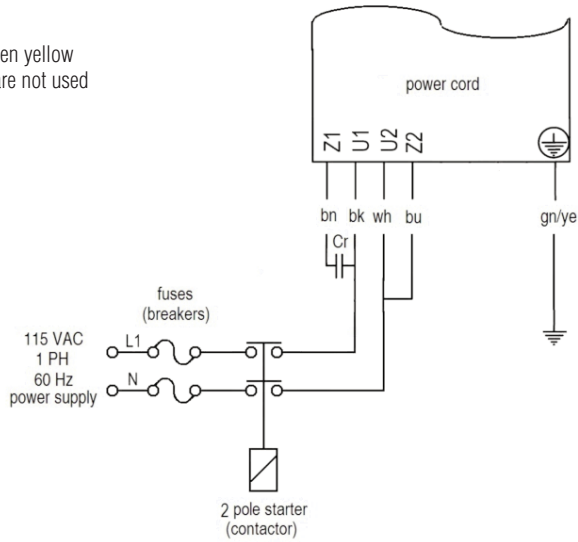 en yellow
are not used
power cord
Z1 U1 U2 Z2
bn bk wh bu
gn/ye
Cr
fuses
(breakers)
115 VAC
1 PH
60 Hz
power supply
L1
N
2 pole starter
(contactor)